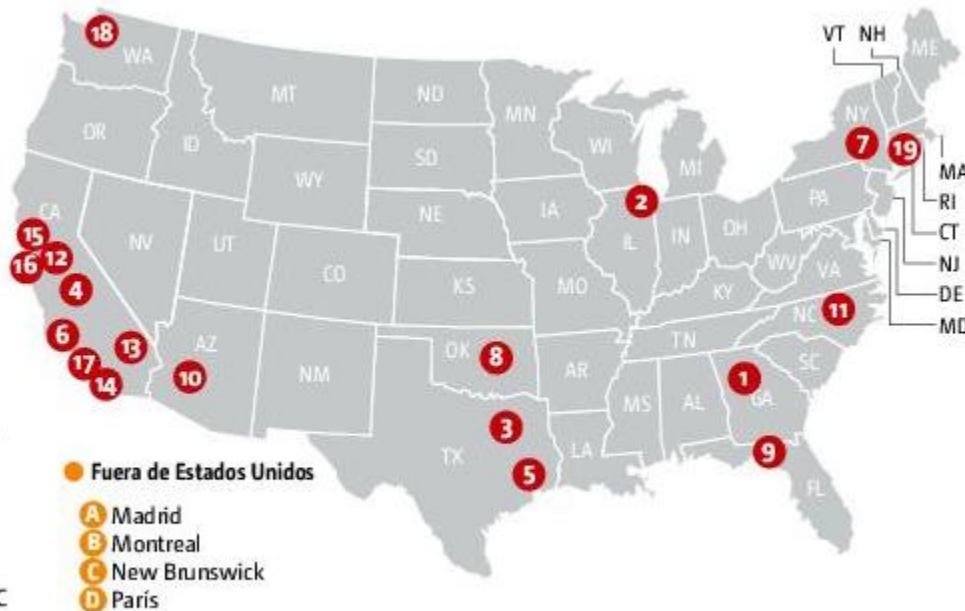 18
WA
VT NH
ME
MT
ND
MN
OR
ID
SD
WI
MI
NY
7
19
MA
WY
2
RI
CA
NE
IA
PA
CT
15
NV
UT
IL
IN
OH
NJ
16
12
CO
WV
VA
4
KS
MO
KY
DE
NC
11
MD
6
13
AZ
OK
8
TN
17
10
NM
AR
SC
14
1
MS
AL
GA
3
TX
LA
9
5
FL
Fuera de Estados Unidos
A Madrid
B Montreal
C New Brunswick
D París
C